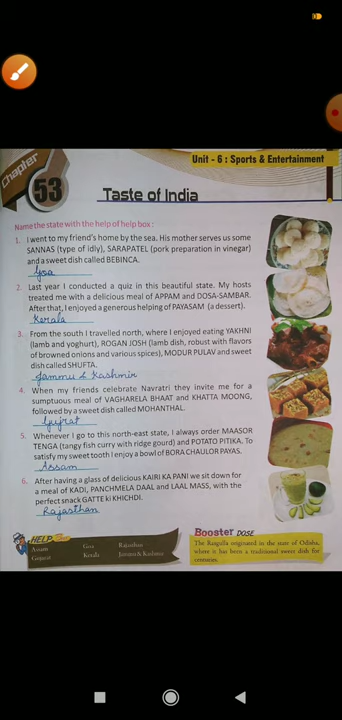 Chapter
53
Unit - 6 : Sports & Entertainment
Taste of India
Name the state with the help of help box :
1. I went to my friend's home by the sea. His mother serves us some
SANNAS (type of idly), SARAPATEL (pork preparation in vinegar)
and a sweet dish called BEBINCA.
Goa
2. Last year I conducted a quiz in this beautiful state. My hosts
treated me with a delicious meal of APPAM and DOSA-SAMBAR.
After that, I enjoyed a generous helping of PAYASAM (a dessert).
Kerala
3. From the south I travelled north, where I enjoyed eating YAKHNI
(lamb and yoghurt), ROGAN JOSH (lamb dish, robust with flavors
of browned onions and various spices), MODUR PULAV and sweet
dish called SHUFTA.
Jammu & Kashmir
4. When my friends celebrate Navratri they invite me for a
sumptuous meal of VAGHARELA BHAAT and KHATTA MOONG,
followed by a sweet dish called MOHANTHAL.
Gujrat
5. Whenever I go to this north-east state, I always order MAASOR
TENGA (tangy fish curry with ridge gourd) and POTATO PITIKA. To
satisfy my sweet tooth I enjoy a bowl of BORA CHAULOR PAYAS.
Assam
6. After having a glass of delicious KAIRI KA PANI we sit down for
a meal of KADI, PANCHMELA DAAL and LAAL MASS, with the
perfect snack GATTE ki KHICHDI.
Rajasthan
HELP Box
Assam Goa Rajasthan
Gujarat Kerala Jammu & Kashmir
Booster DOSE
The Rasgulla originated in the state of Odisha,
where it has been a traditional sweet dish for
centuries.